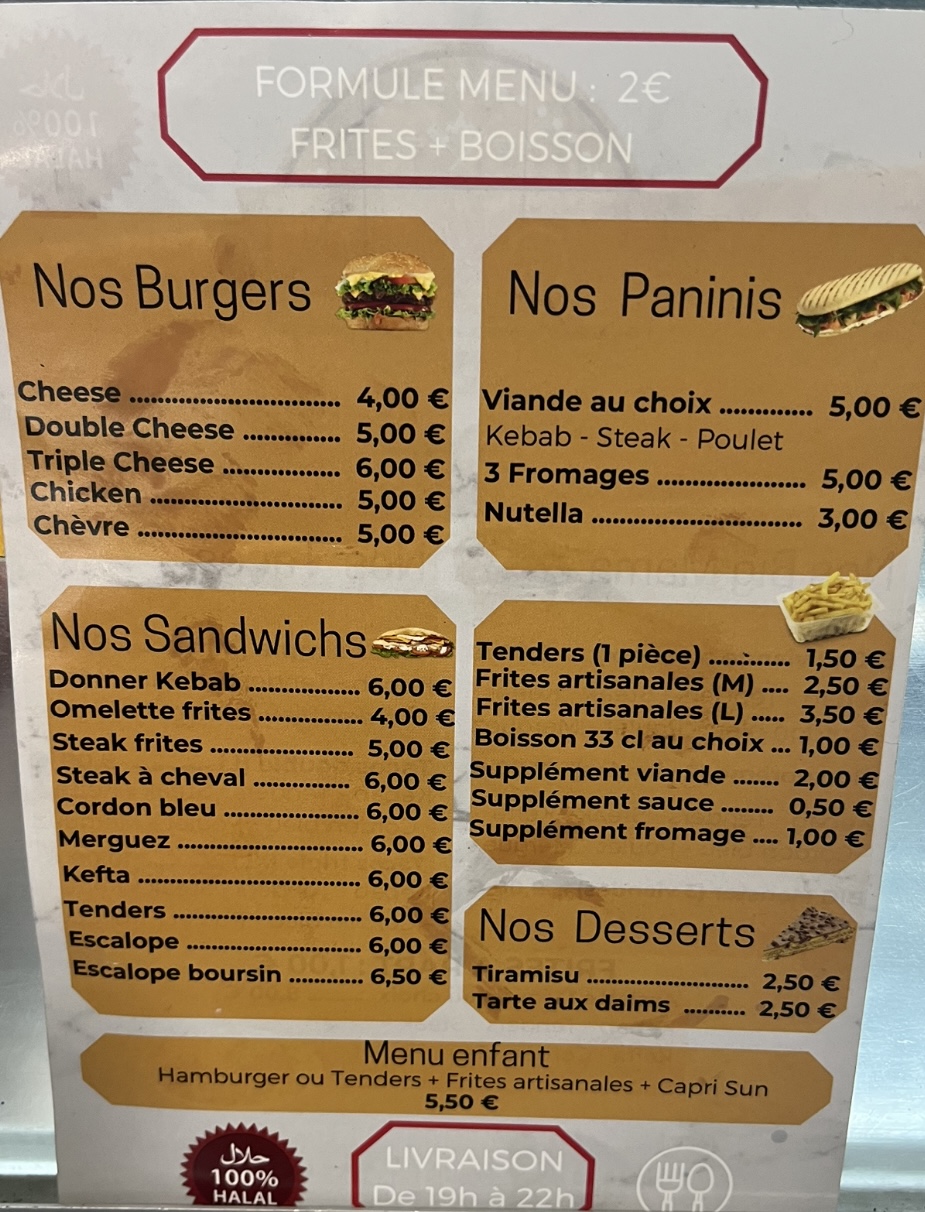 FORMULE MENU : 2€
FRITES + BOISSON
Nos Burgers
Cheese .................................. 4,00 €
Double Cheese ............... 5,00 €
Triple Cheese .................. 6,00 €
Chicken .............................. 5,00 €
Chèvre ................................ 5,00 €
Nos Paninis
Viande au choix ............. 5,00 €
Kebab - Steak - Poulet
3 Fromages ..................... 5,00 €
Nutella .............................. 3,00 €
Nos Sandwichs
Donner Kebab ................. 6,00 €
Omelette frites ................ 4,00 €
Steak frites ...................... 5,00 €
Steak à cheval ............... 6,00 €
Cordon bleu .................... 6,00 €
Merguez ............................ 6,00 €
Kefta .................................. 6,00 €
Tenders ............................. 6,00 €
Escalope ........................... 6,00 €
Escalope boursin ............ 6,50 €
Tenders (1 pièce) ............. 1,50 €
Frites artisanales (M) .... 2,50 €
Frites artisanales (L) ..... 3,50 €
Boisson 33 cl au choix ... 1,00 €
Supplément viande ....... 2,00 €
Supplément sauce ........ 0,50 €
Supplément fromage .... 1,00 €
Nos Desserts
Tiramisu .......................... 2,50 €
Tarte aux daims .......... 2,50 €
Menu enfant
Hamburger ou Tenders + Frites artisanales + Capri Sun
5,50 €
حلال
100%
HALAL
LIVRAISON
De 19h à 22h